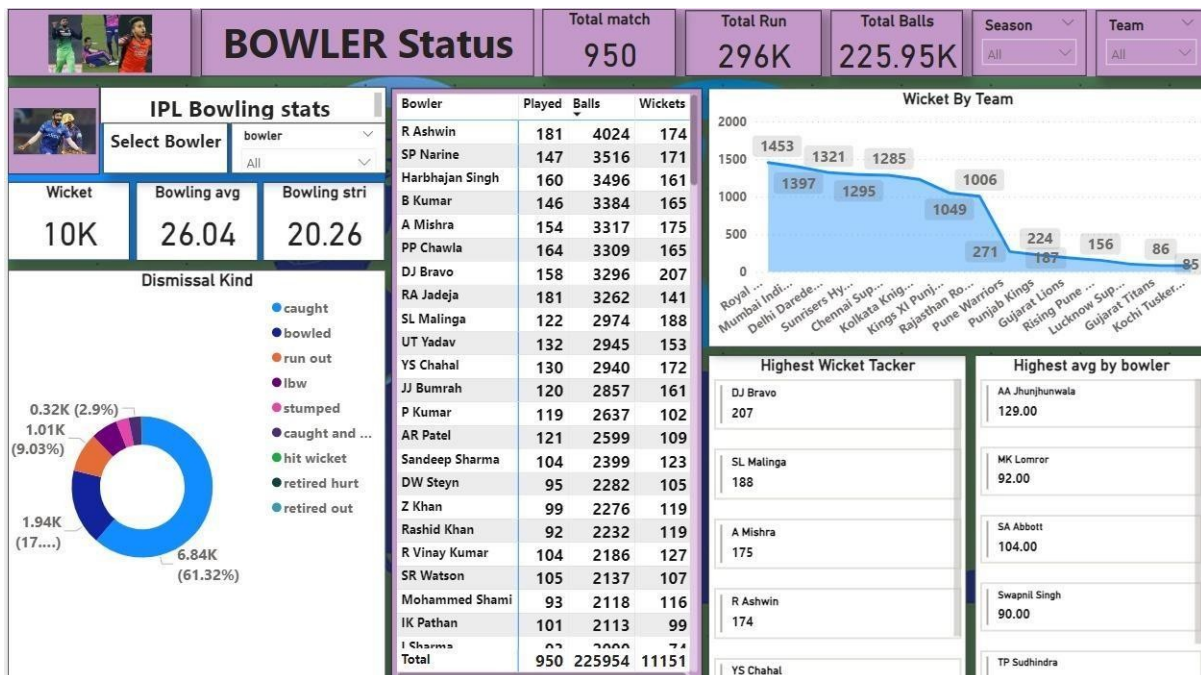 BOWLER Status
Total match
950
Total Run
296K
Total Balls
225.95K
Season
All
Team
All
IPL Bowling stats
Select Bowler
bowler
All
Wicket
10K
Bowling avg
26.04
Bowling stri
20.26
Dismissal Kind
caught
bowled
run out
lbw
stumped
caught and ...
hit wicket
retired hurt
retired out
0.32K (2.9%)
1.01K
(9.03%)
1.94K
(17....)
6.84K
(61.32%)
Bowler Played Balls Wickets
R Ashwin 181 4024 174
SP Narine 147 3516 171
Harbhajan Singh 160 3496 161
B Kumar 146 3384 165
A Mishra 154 3317 175
PP Chawla 164 3309 165
DJ Bravo 158 3296 207
RA Jadeja 181 3262 141
SL Malinga 122 2974 188
UT Yadav 132 2945 153
YS Chahal 130 2940 172
JJ Bumrah 120 2857 161
P Kumar 119 2637 102
AR Patel 121 2599 109
Sandeep Sharma 104 2399 123
DW Steyn 95 2282 105
Z Khan 99 2276 119
Rashid Khan 92 2232 119
R Vinay Kumar 104 2186 127
SR Watson 105 2137 107
Mohammed Shami 93 2118 116
IK Pathan 101 2113 99
Total 950 225954 11151
Wicket By Team
2000
1500
1000
500
0
1453
1397
1321
1295
1285
1049
1006
271
224
187
156
86
85
Royal ...
Mumbai Indi...
Delhi Darede...
Sunrisers Hy...
Chennai Sup...
Kolkata Knig...
Kings XI Punj...
Rajasthan Ro...
Pune Warriors
Punjab Kings
Gujarat Lions
Rising Pune ...
Lucknow Sup...
Gujarat Titans
Kochi Tusker...
Highest Wicket Tacker
DJ Bravo
207
SL Malinga
188
A Mishra
175
R Ashwin
174
YS Chahal
Highest avg by bowler
AA Jhunjhunwala
129.00
MK Lomror
92.00
SA Abbott
104.00
Swapnil Singh
90.00
TP Sudhindra